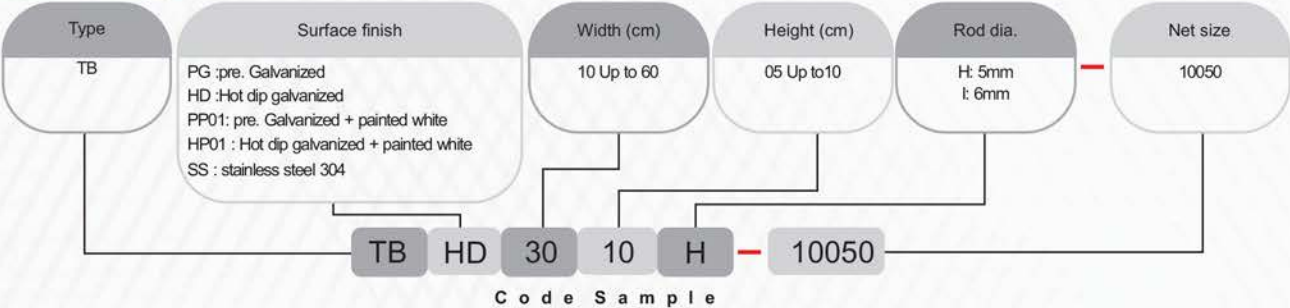 Type
TB
Surface finish
PG :pre. Galvanized
HD :Hot dip galvanized
PP01: pre. Galvanized + painted white
HP01 : Hot dip galvanized + painted white
SS : stainless steel 304
Width (cm)
10 Up to 60
Height (cm)
05 Up to10
Rod dia.
H: 5mm
I: 6mm
–
Net size
10050
TB HD 30 10 H – 10050
Code Sample